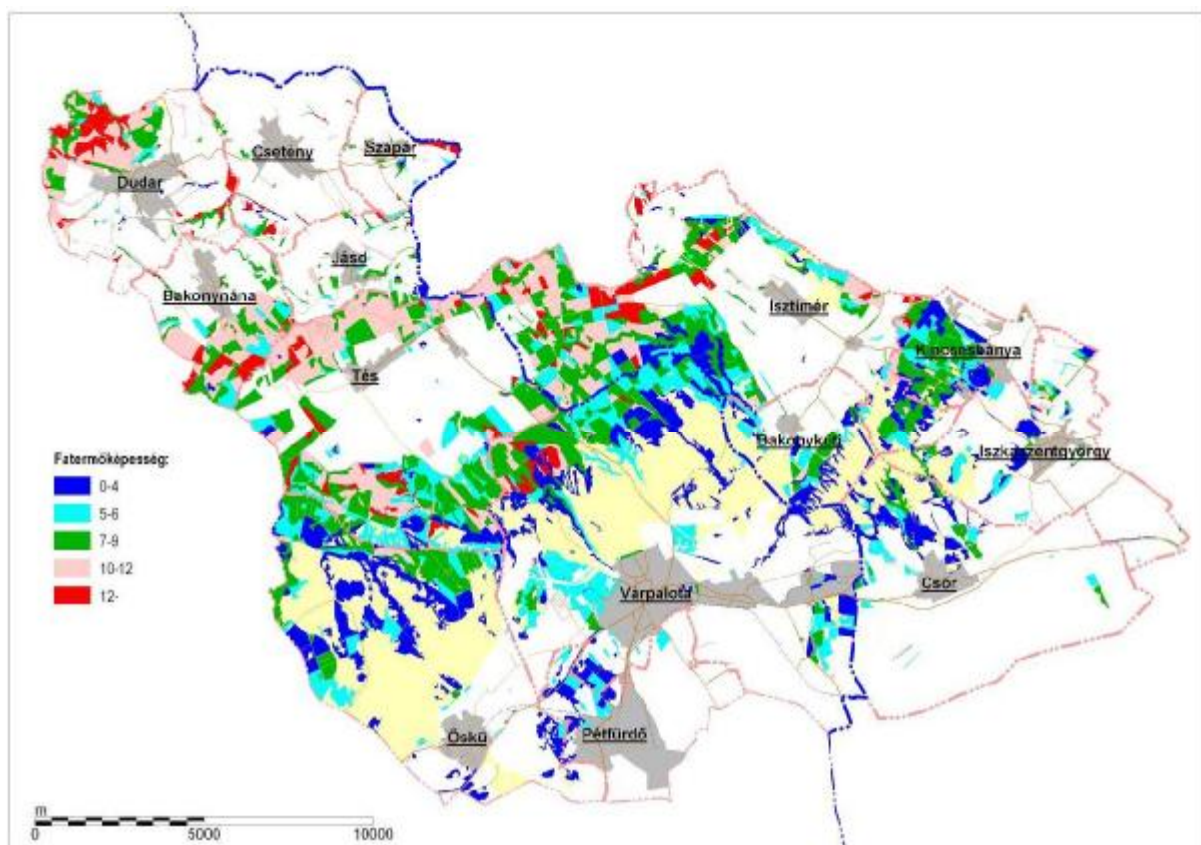 Csetény
Szápár
Dudar
Jásd
Bakonynána
Isztimér
Kincsesbánya
Tés
Bakonykúti
Iszkaszentgyörgy
Fatermőképesség:
0-4
5-6
7-9
10-12
12-
Várpalota
Csór
Öskü
Pétfürdő
m
0 5000 10000